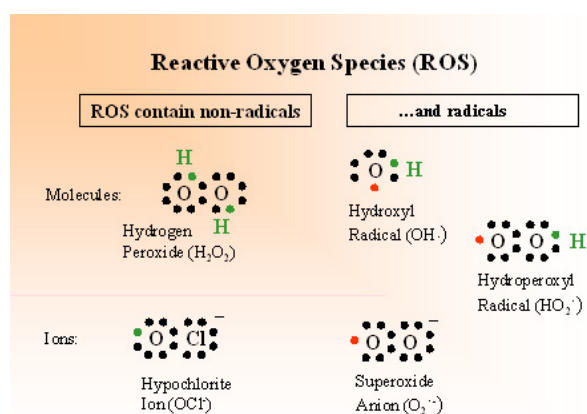 Reactive Oxygen Species (ROS)
ROS contain non-radicals
...and radicals
H
O O
H
Molecules:
Hydrogen
Peroxide (H₂O₂)
O H
Hydroxyl
Radical (OH·)
O O H
Hydroperoxyl
Radical (HO₂·)
Ions:
O Cl −
Hypochlorite
Ion (OCl⁻)
O O −
Superoxide
Anion (O₂⁻·)